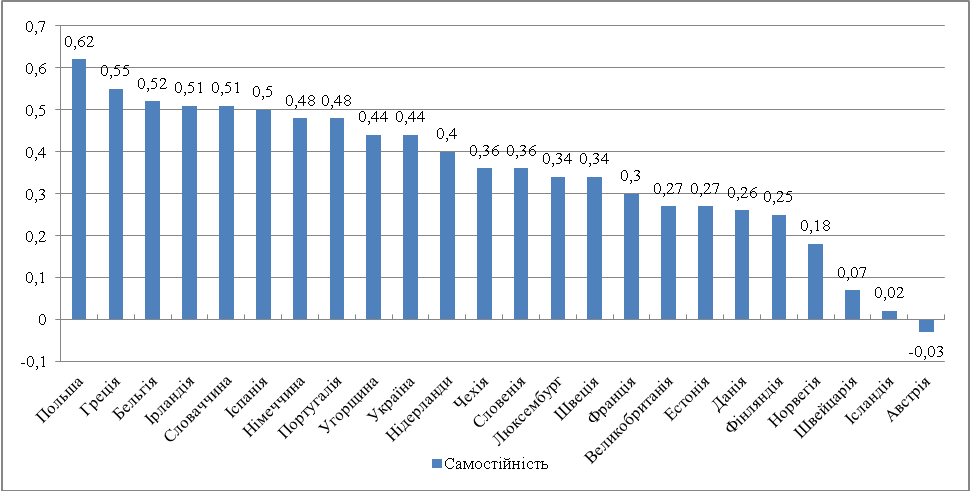 0,7
0,6
0,5
0,4
0,3
0,2
0,1
0
-0,1
0,62
0,55
0,52
0,51
0,51
0,5
0,48
0,48
0,44
0,44
0,4
0,36
0,36
0,34
0,34
0,3
0,27
0,27
0,26
0,25
0,18
0,07
0,02
-0,03
Польща
Греція
Бельгія
Ірландія
Словаччина
Іспанія
Німеччина
Португалія
Угорщина
Україна
Нідерланди
Чехія
Словенія
Люксембург
Швеція
Франція
Великобританія
Естонія
Данія
Фінляндія
Норвегія
Швейцарія
Ісландія
Австрія
Самостійність